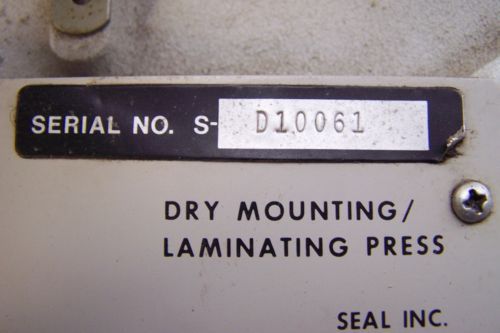 SERIAL NO. S- D10061
DRY MOUNTING/
LAMINATING PRESS
SEAL INC.